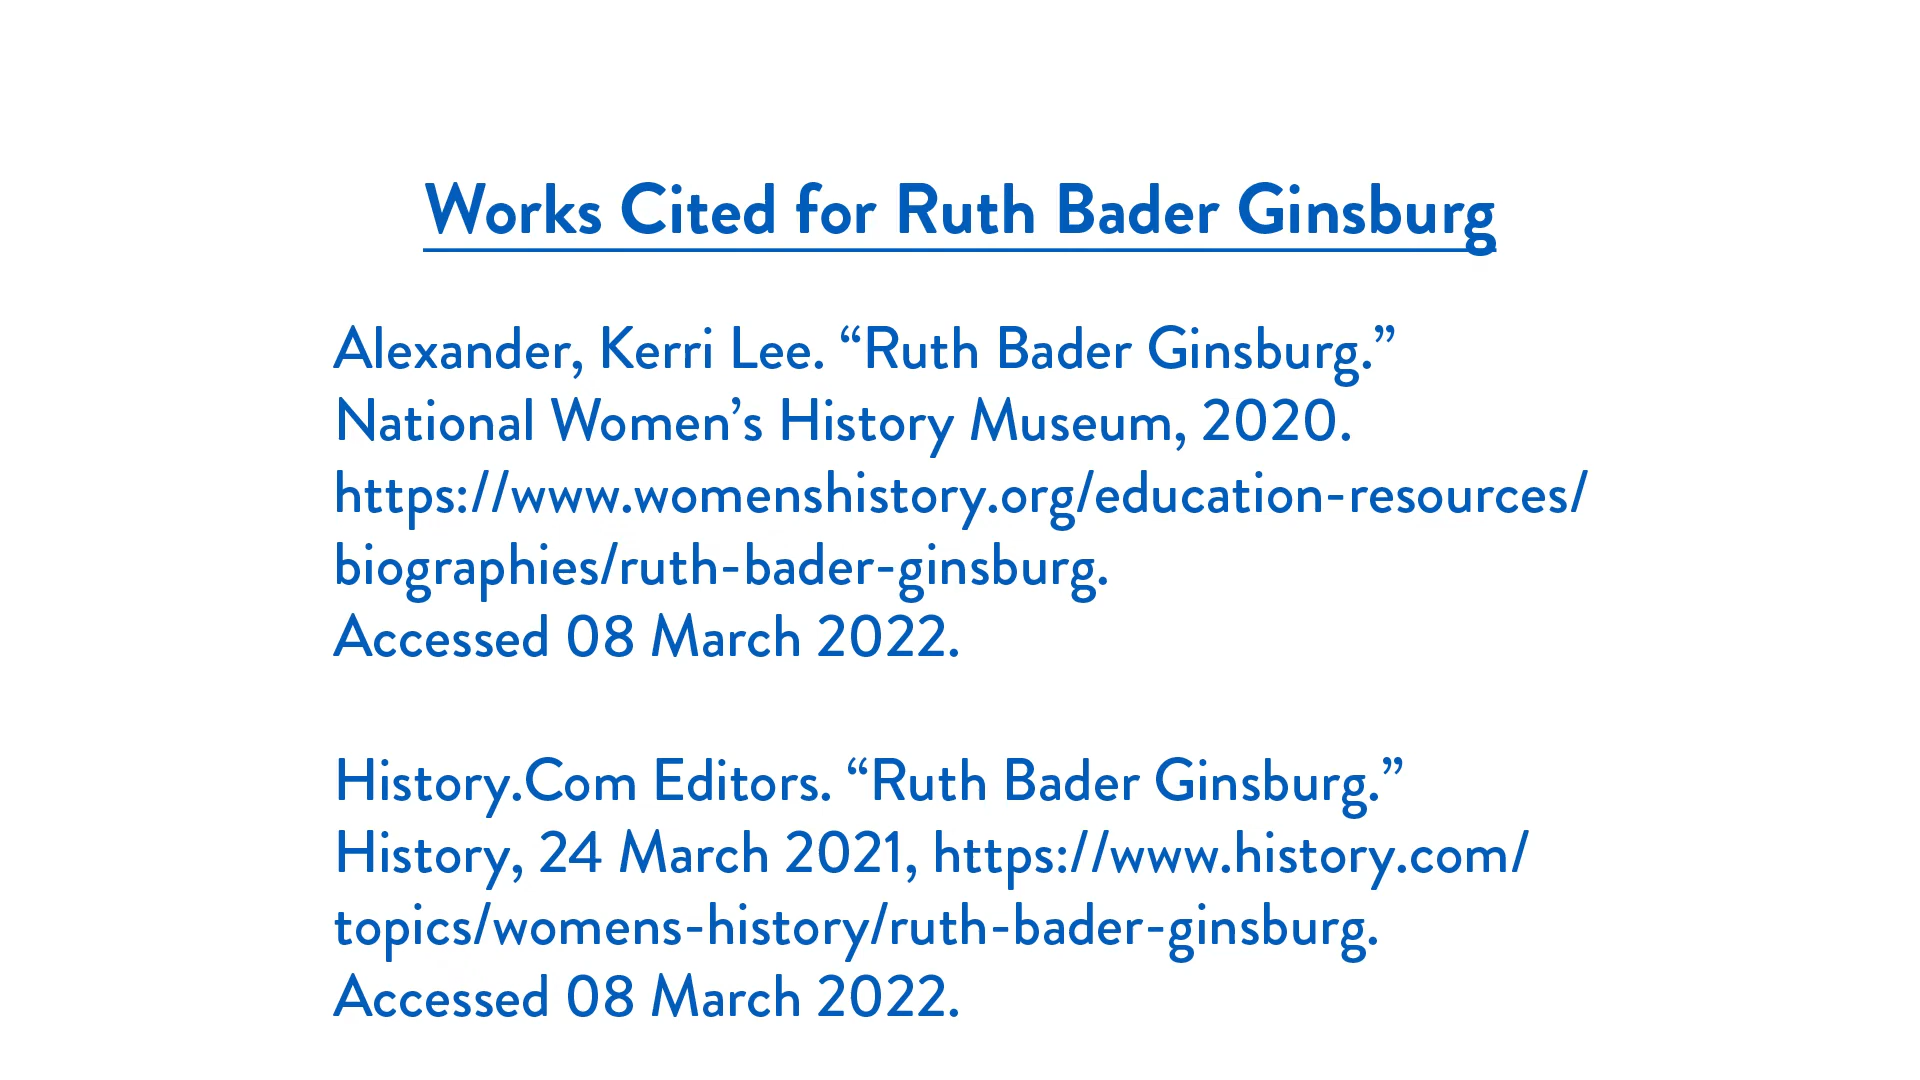 Works Cited for Ruth Bader Ginsburg
Alexander, Kerri Lee. “Ruth Bader Ginsburg.”
National Women’s History Museum, 2020.
https://www.womenshistory.org/education-resources/
biographies/ruth-bader-ginsburg.
Accessed 08 March 2022.
History.Com Editors. “Ruth Bader Ginsburg.”
History, 24 March 2021, https://www.history.com/
topics/womens-history/ruth-bader-ginsburg.
Accessed 08 March 2022.